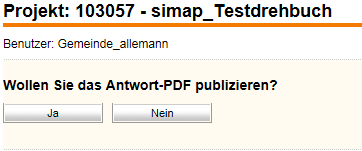 Projekt: 103057 - simap_Testdrehbuch
Benutzer: Gemeinde_allemann
Wollen Sie das Antwort-PDF publizieren?
Ja Nein